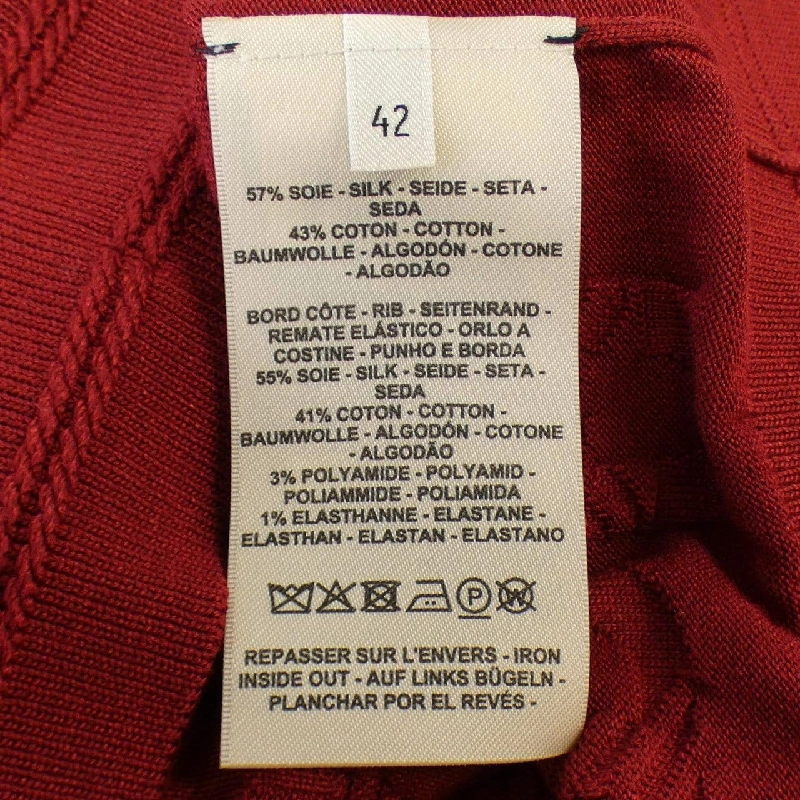 42
57% SOIE - SILK - SEIDE - SETA -
SEDA
43% COTON - COTTON -
BAUMWOLLE - ALGODÓN - COTONE
- ALGODÃO
BORD CÔTE - RIB - SEITENRAND -
REMATE ELÁSTICO - ORLO A
COSTINE - PUNHO E BORDA
55% SOIE - SILK - SEIDE - SETA -
SEDA
41% COTON - COTTON -
BAUMWOLLE - ALGODÓN - COTONE
- ALGODÃO
3% POLYAMIDE - POLYAMID -
POLIAMMIDE - POLIAMIDA
1% ELASTHANNE - ELASTANE -
ELASTHAN - ELASTAN - ELASTANO
P W
REPASSER SUR L'ENVERS - IRON
INSIDE OUT - AUF LINKS BÜGELN -
PLANCHAR POR EL REVÉS -